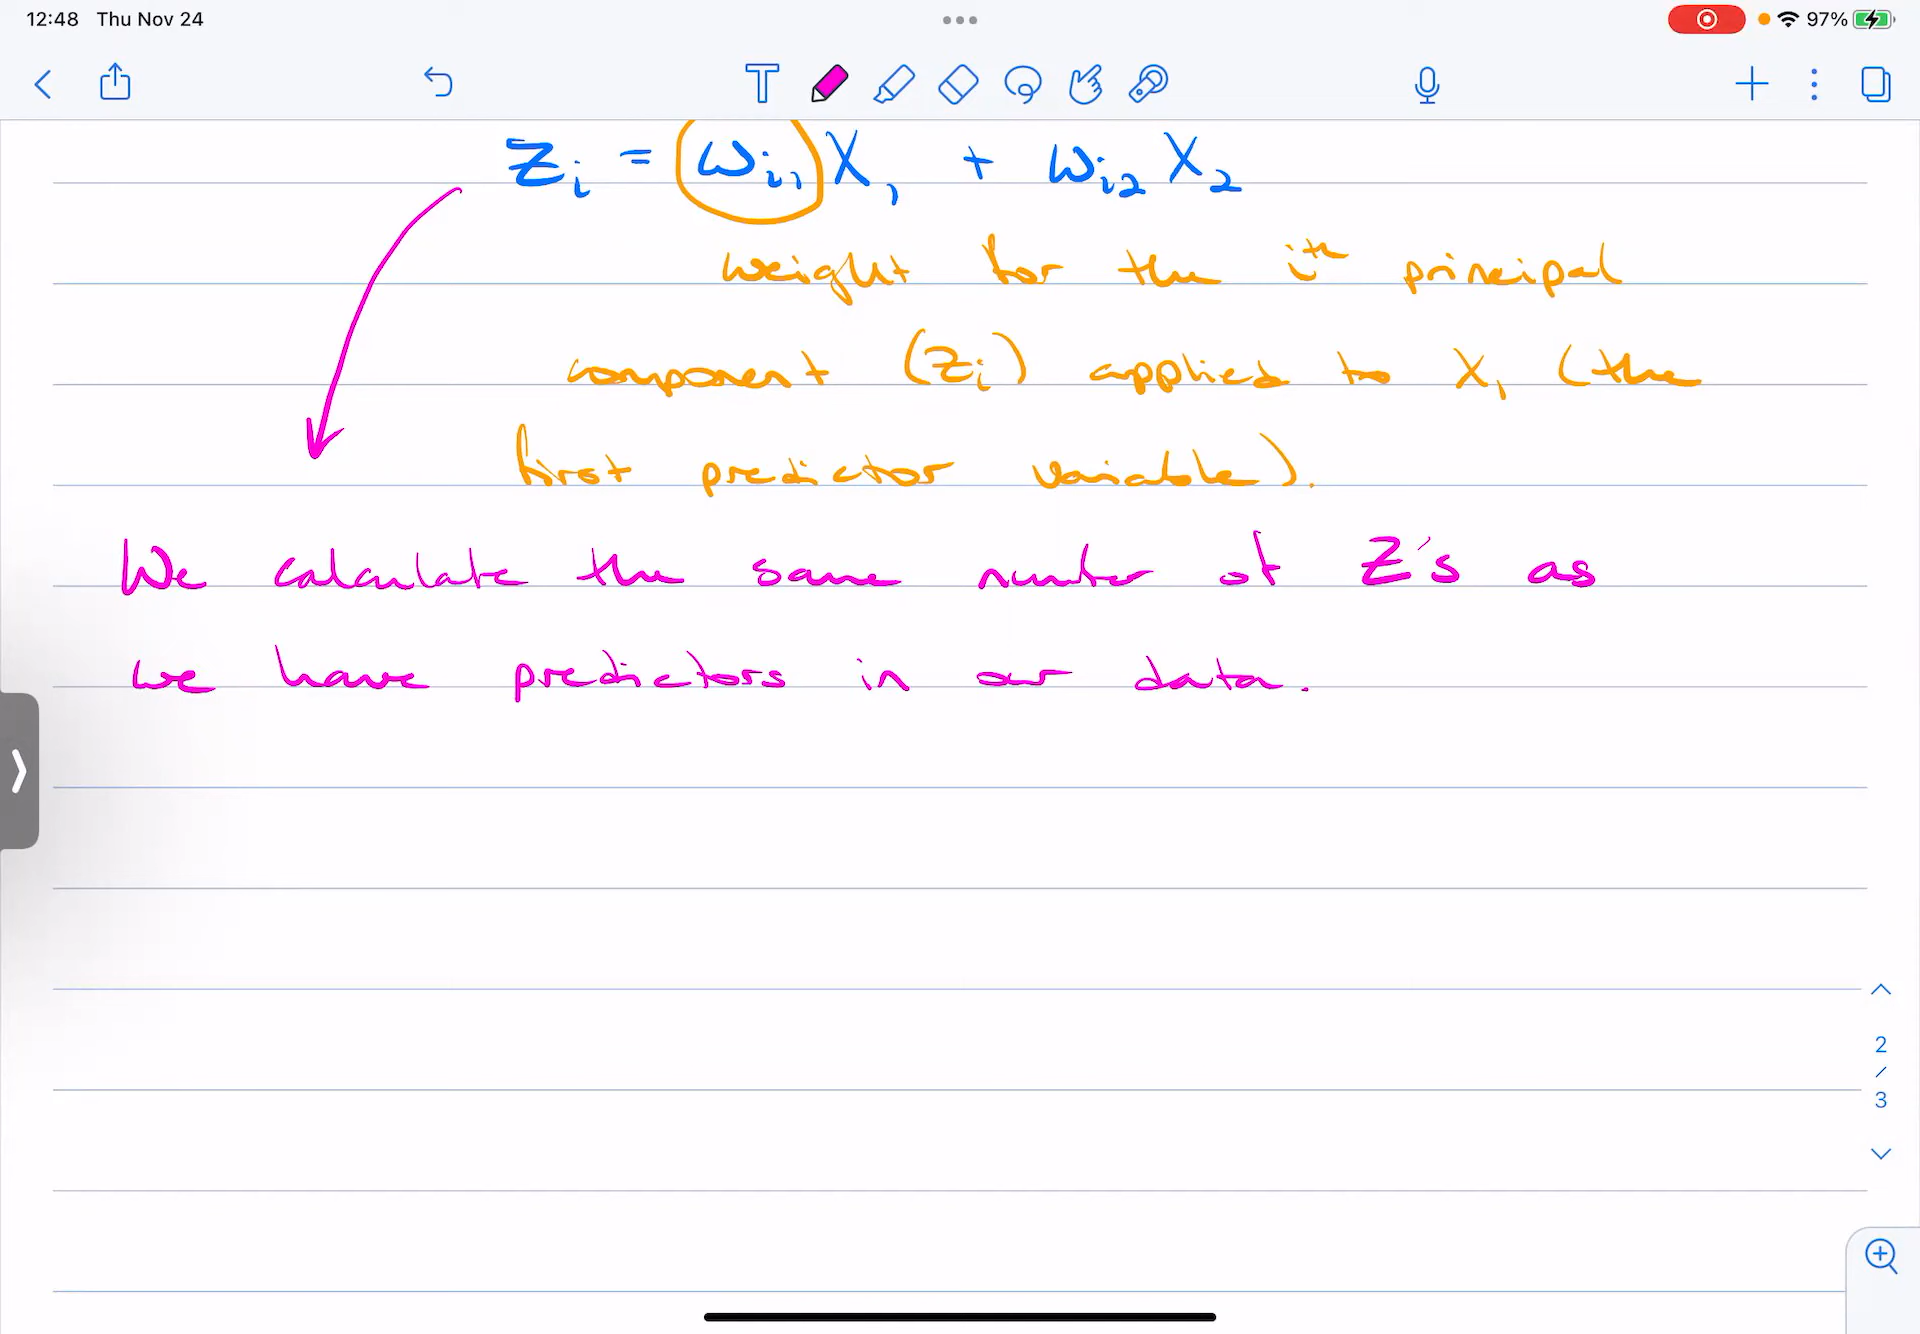 12:48 Thu Nov 24
97%
T
Zi = Wi1 X1 + Wi2 X2
weight for the ith principal
component (Zi) applied to X1 (the
first predictor variable).
We calculate the same number of Z's as
we have predictors in our data.
2
/
3